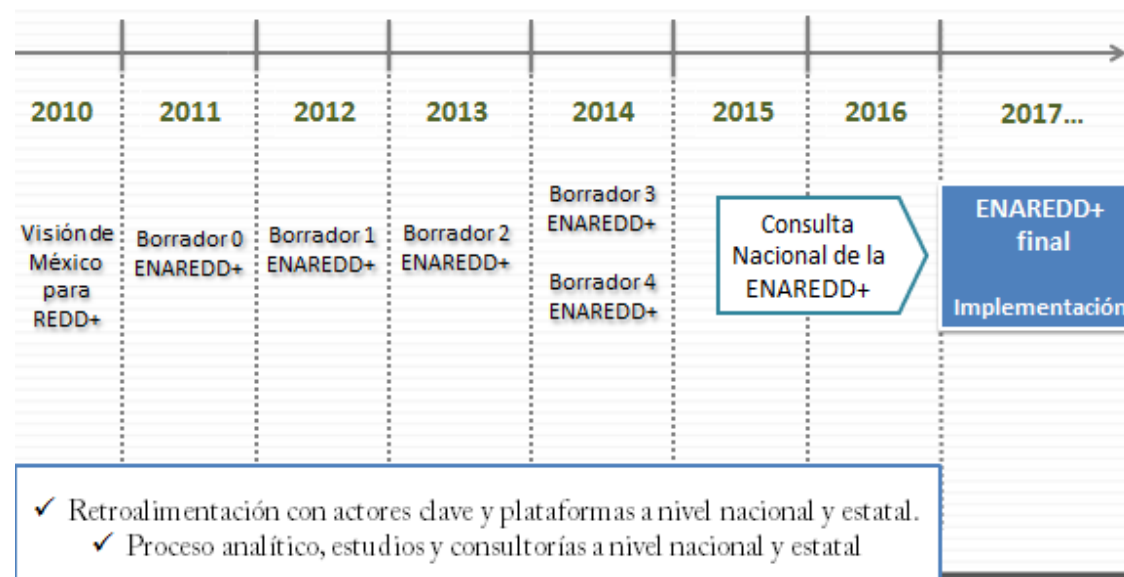 2010
2011
2012
2013
2014
2015
2016
2017...
Visión de
México
para
REDD+
Borrador 0
ENAREDD+
Borrador 1
ENAREDD+
Borrador 2
ENAREDD+
Borrador 3
ENAREDD+
Borrador 4
ENAREDD+
Consulta
Nacional de la
ENAREDD+
ENAREDD+
final
Implementación
✓ Retroalimentación con actores clave y plataformas a nivel nacional y estatal.
✓ Proceso analítico, estudios y consultorías a nivel nacional y estatal